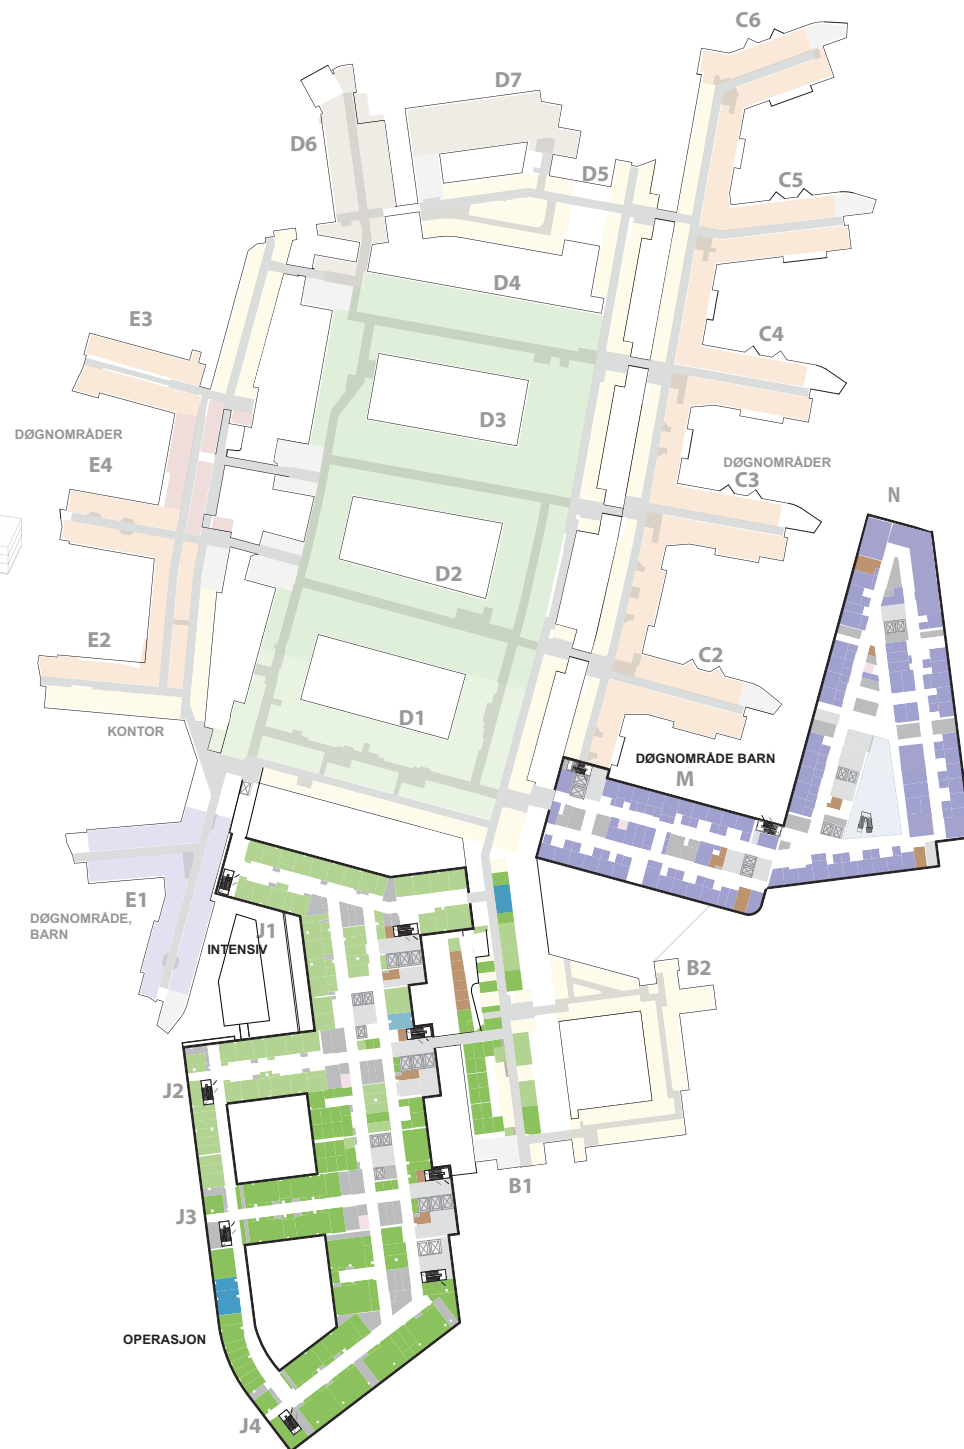 C6
D7
D6
D5
C5
D4
E3
C4
D3
DØGNOMRÅDER
E4
DØGNOMRÅDER
C3
N
D2
E2
C2
D1
KONTOR
DØGNOMRÅDE BARN
M
E1
DØGNOMRÅDE,
BARN
J1
INTENSIV
B2
J2
B1
J3
OPERASJON
J4